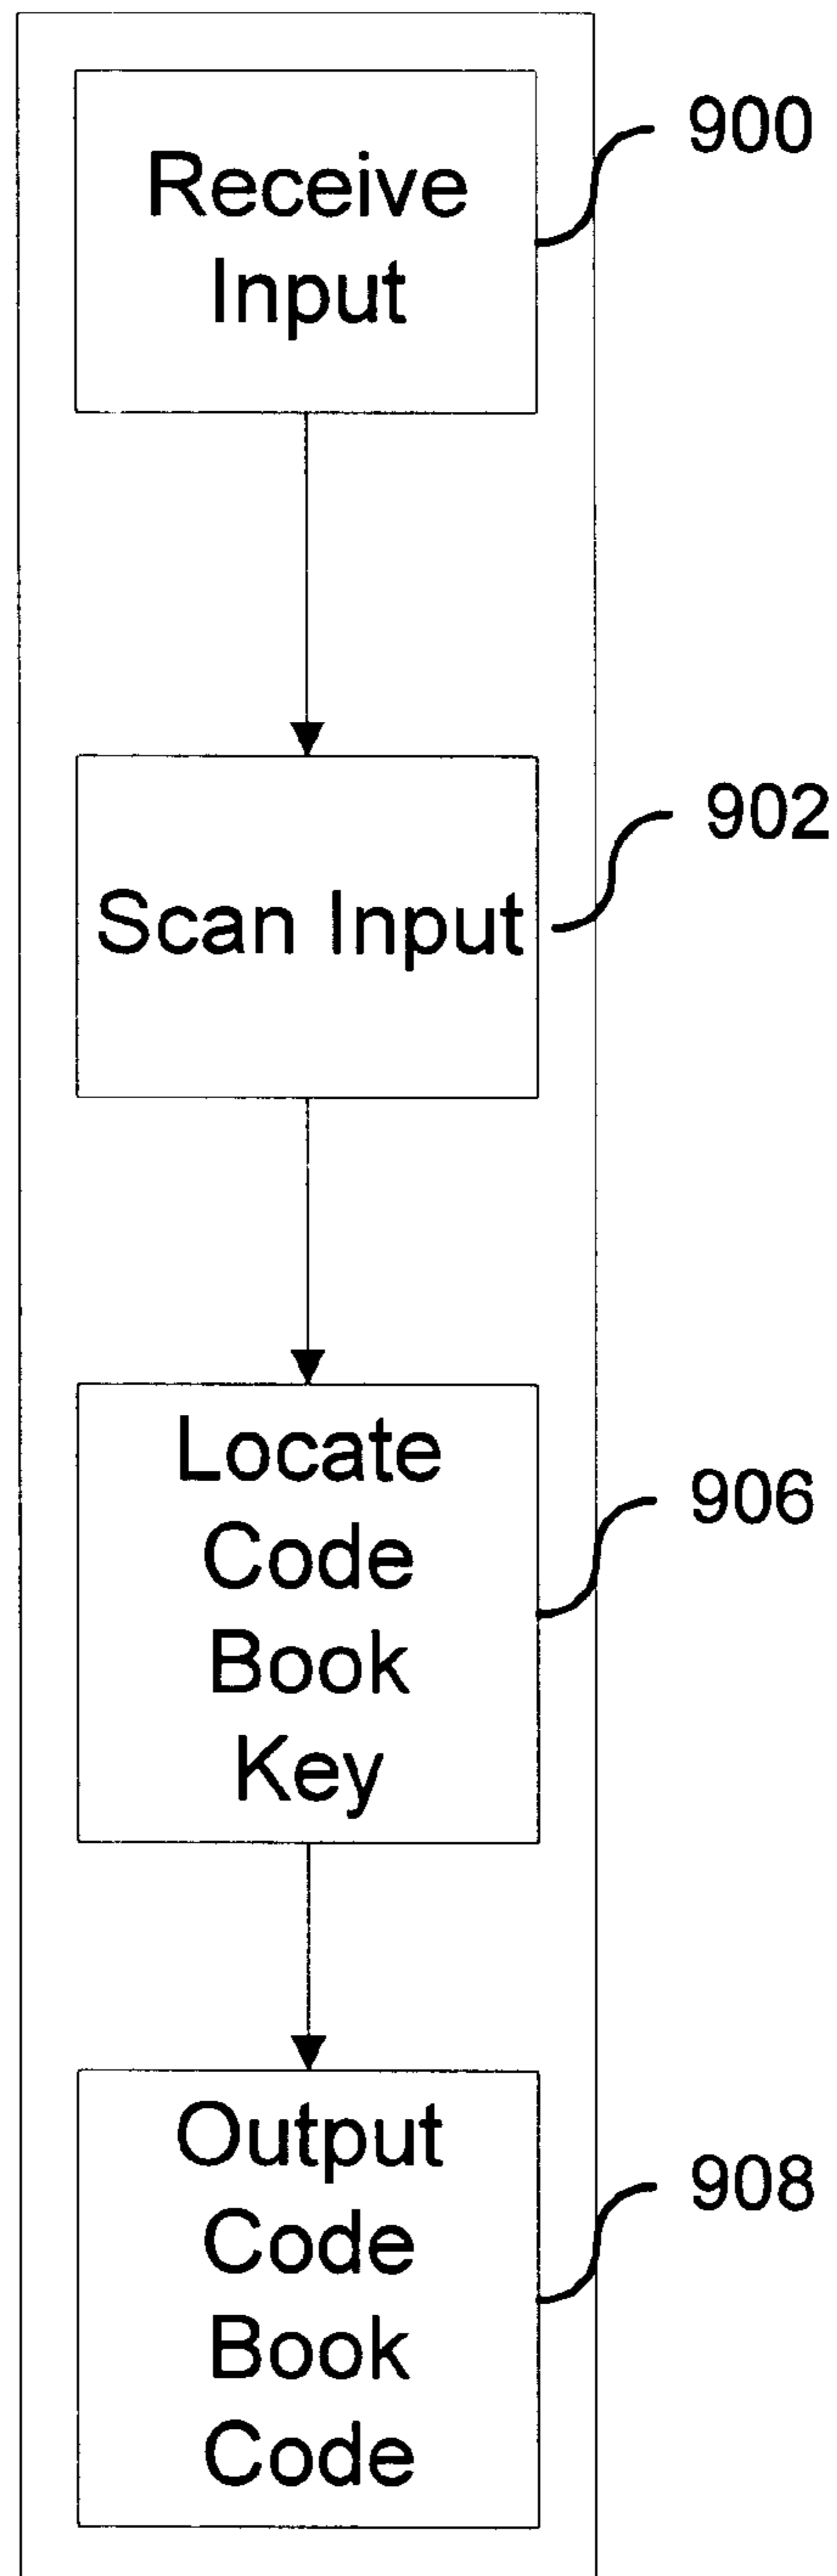 Receive
Input
900
Scan Input
902
Locate
Code
Book
Key
906
Output
Code
Book
Code
908